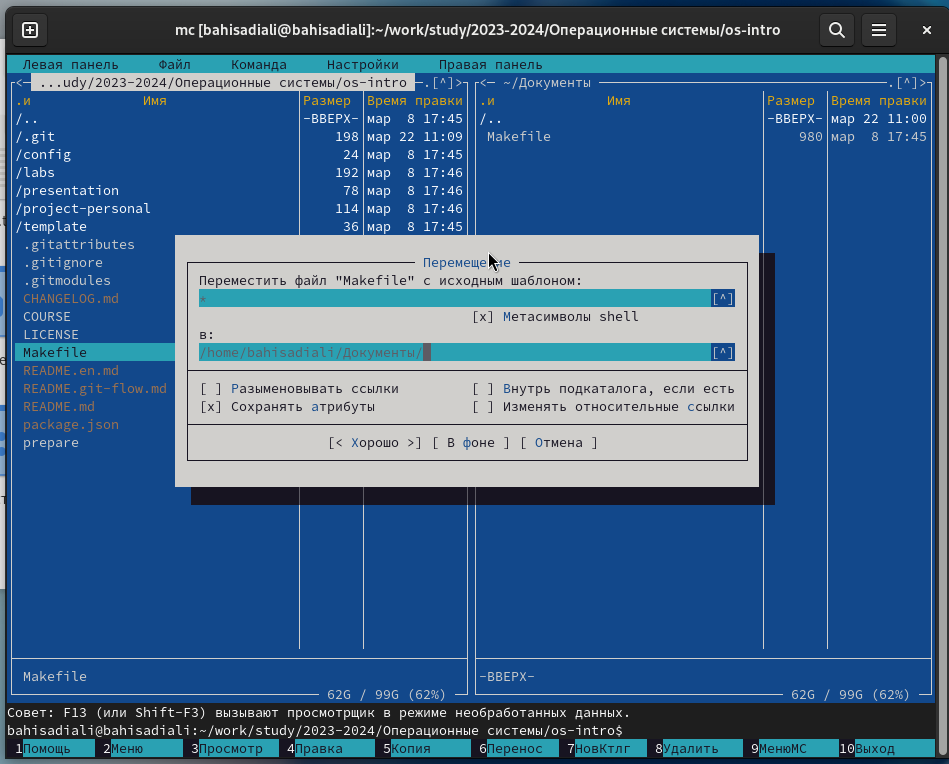 mc [bahisadiali@bahisadiali]:~/work/study/2023-2024/Операционные системы/os-intro
Левая панель Файл Команда Настройки Правая панель
<─ ...udy/2023-2024/Операционные системы/os-intro ─.[^]>
.и Имя Размер Время правки
/.. -ВВЕРХ- мар 8 17:45
/.git 198 мар 22 11:09
/config 24 мар 8 17:45
/labs 192 мар 8 17:46
/presentation 78 мар 8 17:46
/project-personal 114 мар 8 17:46
/template 36 мар 8 17:45
.gitattributes
.gitignore
.gitmodules
CHANGELOG.md
COURSE
LICENSE
Makefile
README.en.md
README.git-flow.md
README.md
package.json
prepare
Makefile
62G / 99G (62%)
<─ ~/Документы .[^]>
.и Имя Размер Время правки
/.. -ВВЕРХ- мар 22 11:00
Makefile 980 мар 8 17:45
-ВВЕРХ-
62G / 99G (62%)
Перемещение
Переместить файл "Makefile" с исходным шаблоном:
* [^]
[x] Метасимволы shell
в:
/home/bahisadiali/Документы/ [^]
[ ] Разыменовывать ссылки [ ] Внутрь подкаталога, если есть
[x] Сохранять атрибуты [ ] Изменять относительные ссылки
[< Хорошо >] [ В фоне ] [ Отмена ]
Совет: F13 (или Shift-F3) вызывают просмотрщик в режиме необработанных данных.
bahisadiali@bahisadiali:~/work/study/2023-2024/Операционные системы/os-intro$
1Помощь 2Меню 3Просмотр 4Правка 5Копия 6Перенос 7НовКтлг 8Удалить 9МенюМС 10Выход